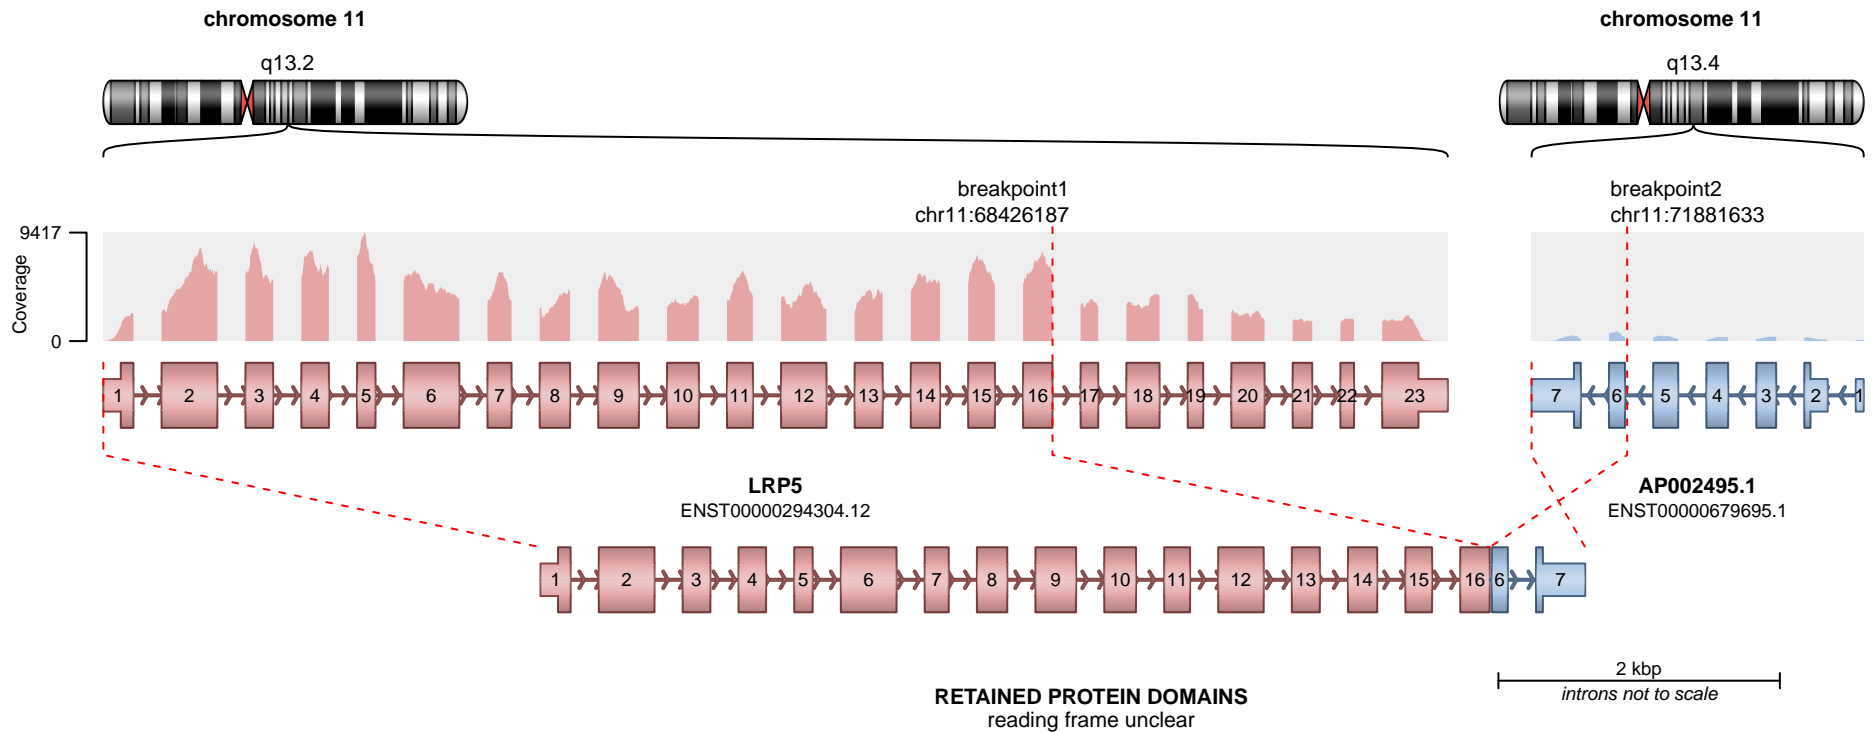 chromosome 11
chromosome 11
q13.2
q13.4
breakpoint1
chr11:68426187
breakpoint2
chr11:71881633
9417
Coverage
0
1 2 3 4 5 6 7 8 9 10 11 12 13 14 15 16 17 18 19 20 21 22 23
7 6 5 4 3 2 1
LRP5
ENST00000294304.12
AP002495.1
ENST00000679695.1
1 2 3 4 5 6 7 8 9 10 11 12 13 14 15 16 6 7
2 kbp
introns not to scale
RETAINED PROTEIN DOMAINS
reading frame unclear